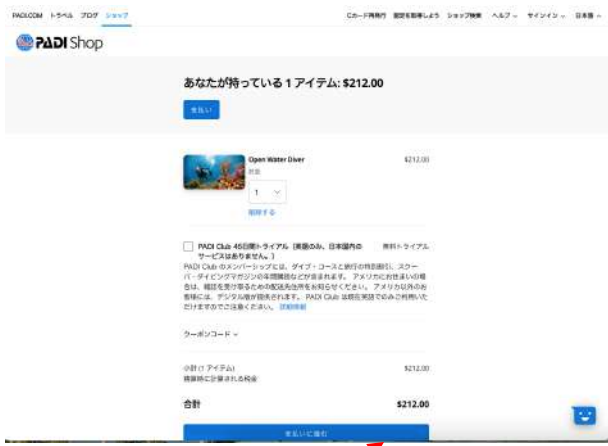 PADI.COM トラベル ブログ ショップ
Cカード再発行 認定を取得しよう ショップ検索 ヘルプ サインイン 日本語
PADI Shop
あなたが持っている 1 アイテム: $212.00
支払い
Open Water Diver $212.00
数量
1
削除する
PADI Club 45日間トライアル（英語のみ、日本国内の 無料トライアル
サービスはありません。）
PADI Club のメンバーシップには、ダイブ・コースと旅行の特別割引、スクー
バ・ダイビングマガジンの年間購読などが含まれます。 アメリカにお住まいの場
合は、雑誌を受け取るための配送先住所をお知らせください。 アメリカ以外のお
客様には、デジタル版が提供されます。 PADI Club は現在英語でのみご利用いた
だけますのでご注意ください。 詳細情報
クーポンコード
小計 (1 アイテム) $212.00
精算時に計算される税金
合計 $212.00
支払いに進む